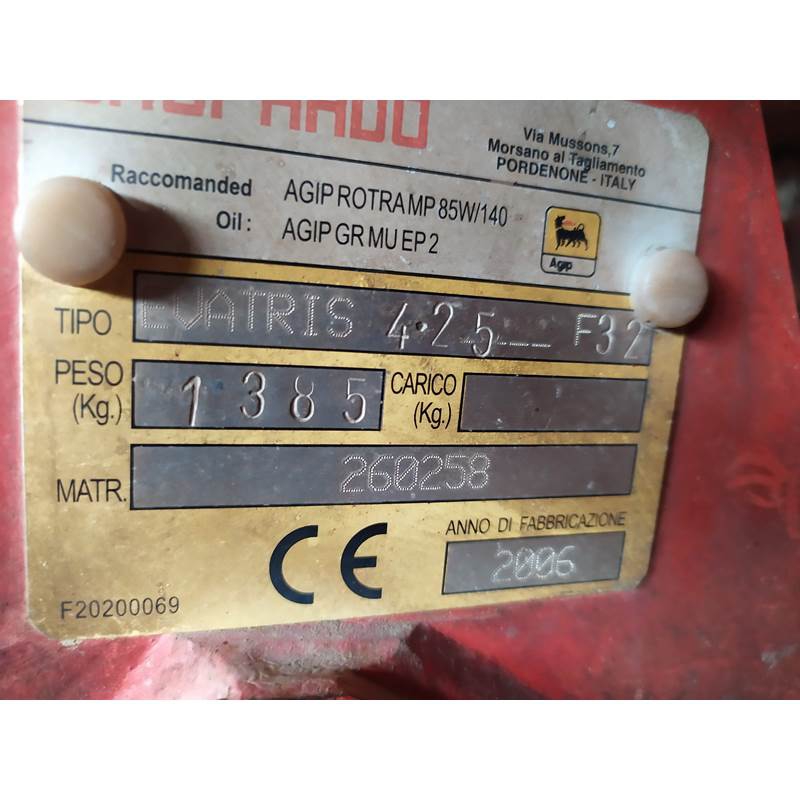 GASPARDO
Via Mussons,7
Morsano al Tagliamento
PORDENONE - ITALY
Raccomanded Oil :
AGIP ROTRA MP 85W/140
AGIP GR MU EP 2
Agip
TIPO EVATRIS 4.25 F32
PESO (Kg.) 1385 CARICO (Kg.)
MATR. 260258
CE
ANNO DI FABBRICAZIONE
2006
F20200069